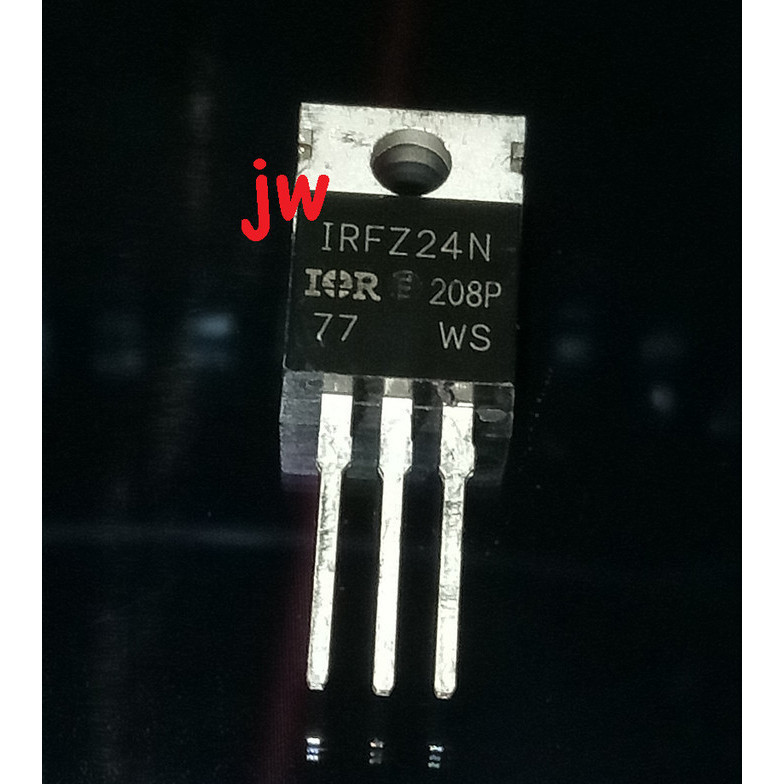 jw
IRFZ24N
IOR 208P
77 WS